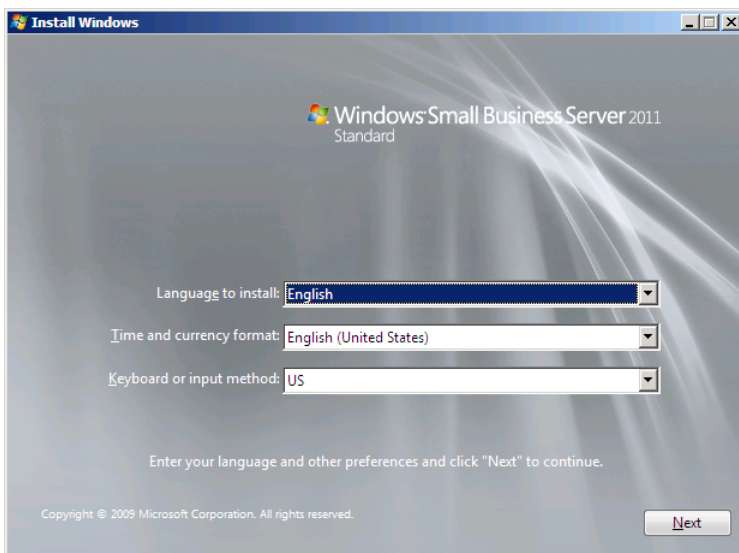 Install Windows
Windows Small Business Server 2011
Standard
Language to install: English
Time and currency format: English (United States)
Keyboard or input method: US
Enter your language and other preferences and click "Next" to continue.
Copyright © 2009 Microsoft Corporation. All rights reserved.
Next